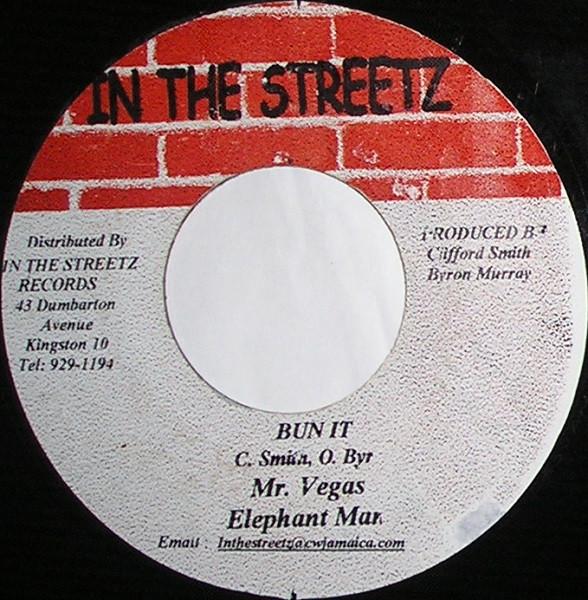 IN THE STREETZ
Distributed By
IN THE STREETZ
RECORDS
43 Dumbarton
Avenue
Kingston 10
Tel: 929-1194
PRODUCED BY
Clifford Smith
Byron Murray
BUN IT
C. Smith, O. Byr
Mr. Vegas
Elephant Man
Email : Inthestreetz@cwjamaica.com